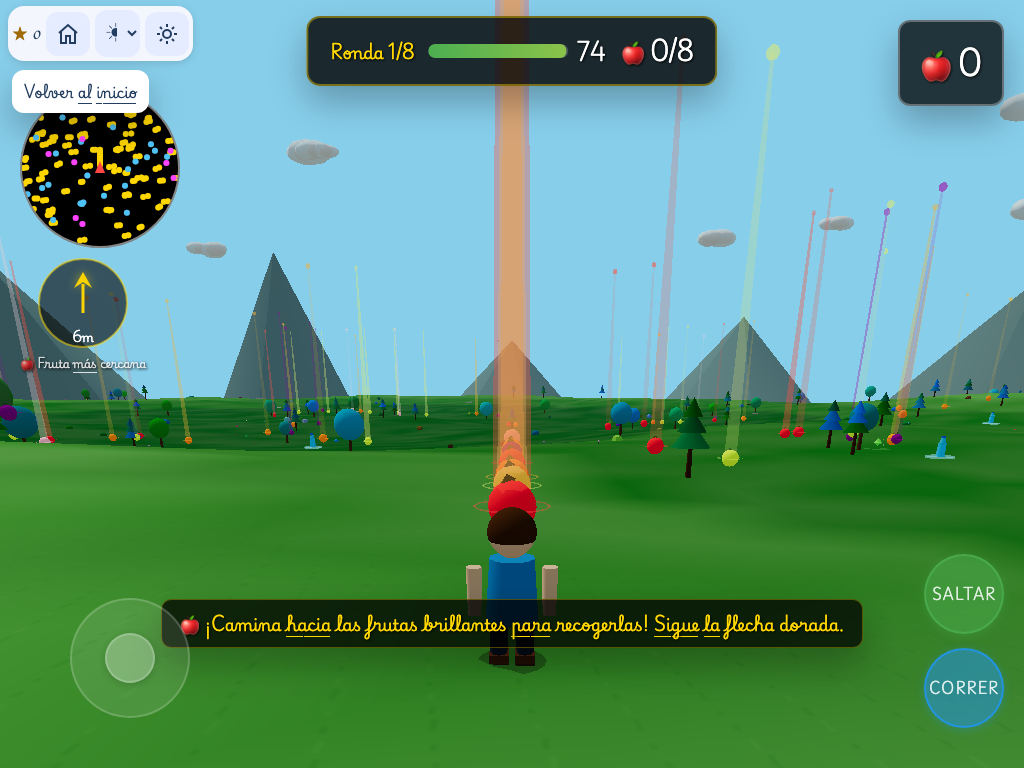 0
Ronda 1/8
74
0/8
0
Volver al inicio
6m
Fruta más cercana
SALTAR
¡Camina hacia las frutas brillantes para recogerlas! Sigue la flecha dorada.
CORRER